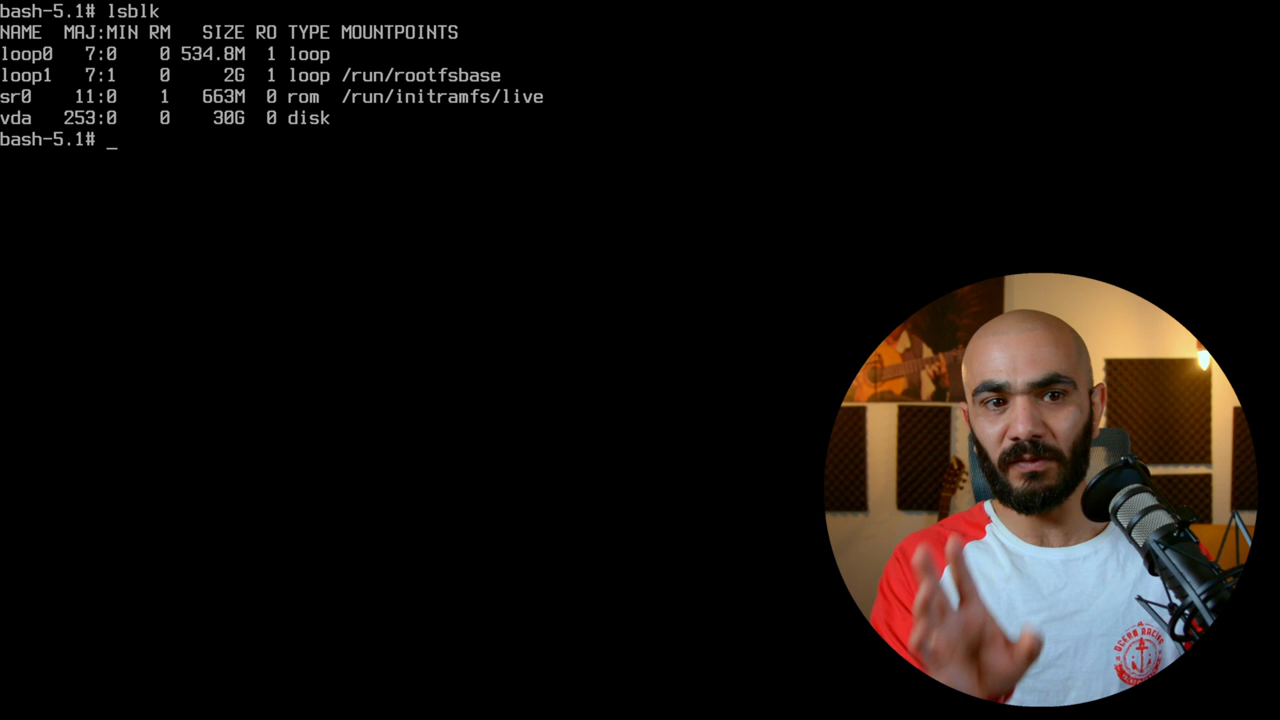 bash-5.1# lsblk
NAME  MAJ:MIN RM   SIZE RO TYPE MOUNTPOINTS
loop0   7:0    0 534.8M  1 loop
loop1   7:1    0     2G  1 loop /run/rootfsbase
sr0    11:0    1   663M  0 rom  /run/initramfs/live
vda   253:0    0    30G  0 disk
bash-5.1# _
OCEAN RACING